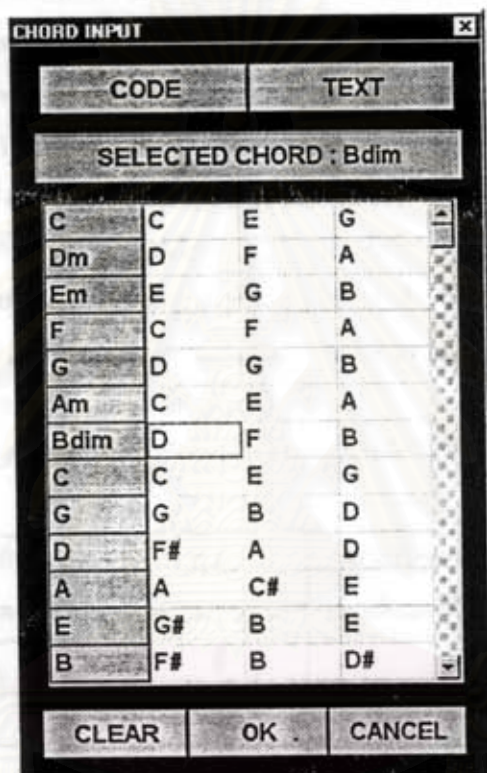 CHORD INPUT
CODE TEXT
SELECTED CHORD : Bdim
C C E G
Dm D F A
Em E G B
F C F A
G D G B
Am C E A
Bdim D F B
C C E G
G G B D
D F# A D
A A C# E
E G# B E
B F# B D#
CLEAR OK CANCEL